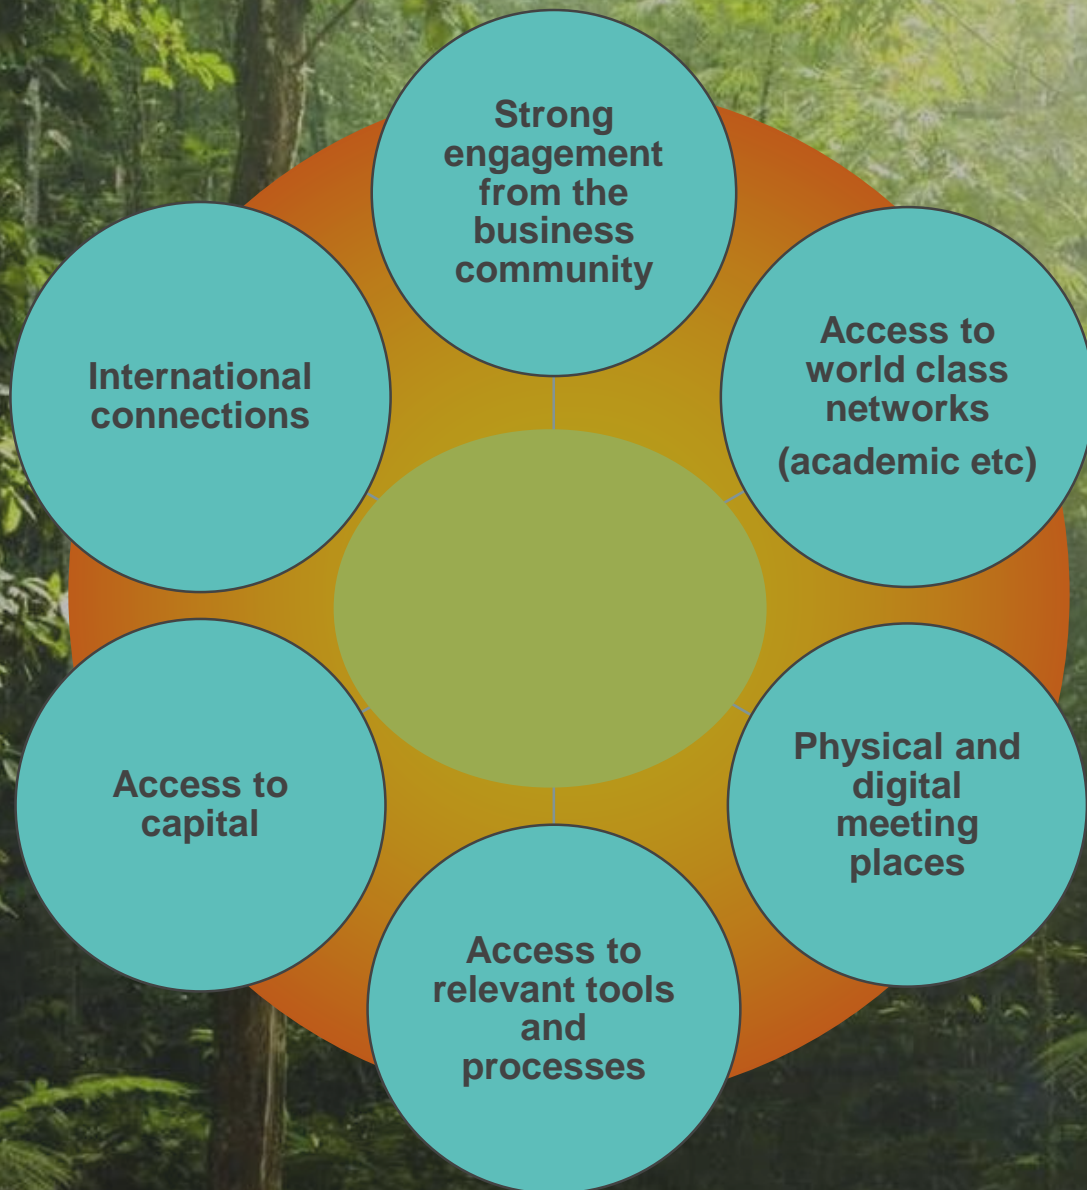 Strong
engagement
from the
business
community
Access to
world class
networks
(academic etc)
Physical and
digital
meeting
places
Access to
relevant tools
and
processes
Access to
capital
International
connections